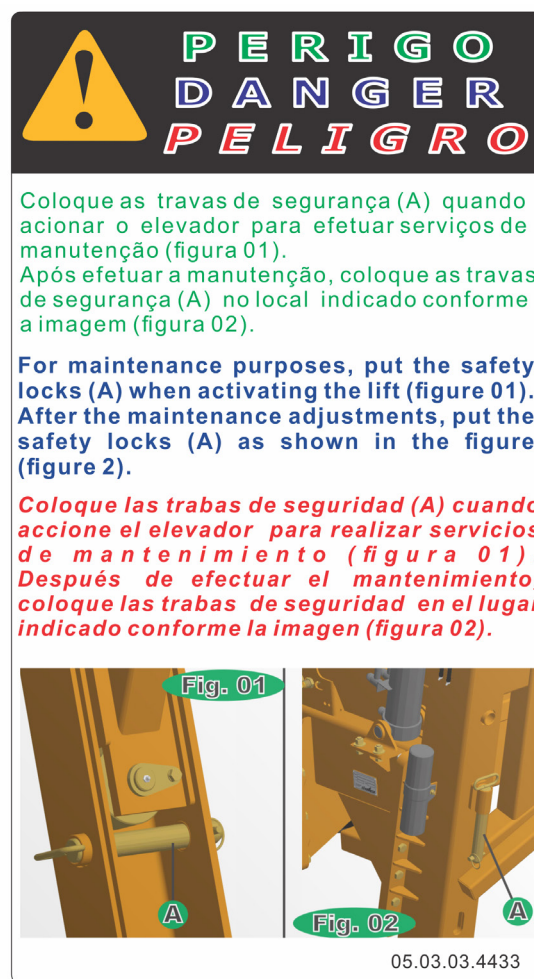 PERIGO
DANGER
PELIGRO
Coloque as travas de segurança (A) quando
acionar o elevador para efetuar serviços de
manutenção (figura 01).
Após efetuar a manutenção, coloque as travas
de segurança (A) no local indicado conforme
a imagem (figura 02).
For maintenance purposes, put the safety
locks (A) when activating the lift (figure 01).
After the maintenance adjustments, put the
safety locks (A) as shown in the figure
(figure 2).
Coloque las trabas de seguridad (A) cuando
accione el elevador para realizar servicios
de mantenimiento (figura 01).
Después de efectuar el mantenimiento,
coloque las trabas de seguridad en el lugar
indicado conforme la imagen (figura 02).
Fig. 01
A
Fig. 02
A
05.03.03.4433